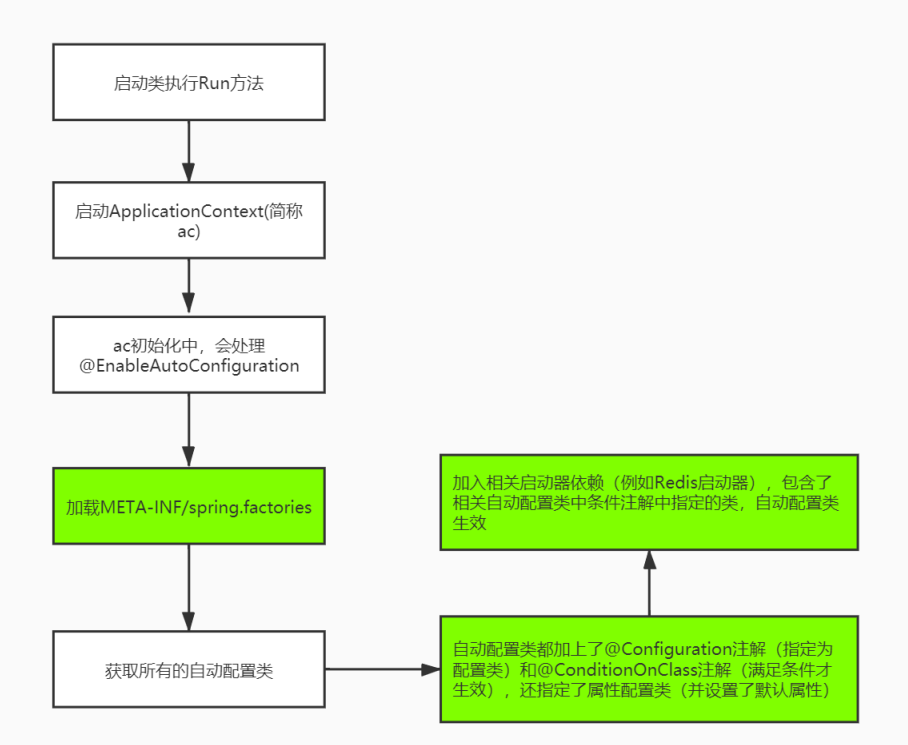 启动类执行Run方法
启动ApplicationContext(简称
ac)
ac初始化中，会处理
@EnableAutoConfiguration
加载META-INF/spring.factories
获取所有的自动配置类
自动配置类都加上了@Configuration注解（指定为
配置类）和@ConditionOnClass注解（满足条件才
生效），还指定了属性配置类（并设置了默认属性）
加入相关启动器依赖（例如Redis启动器），包含了
相关自动配置类中条件注解中指定的类，自动配置类
生效